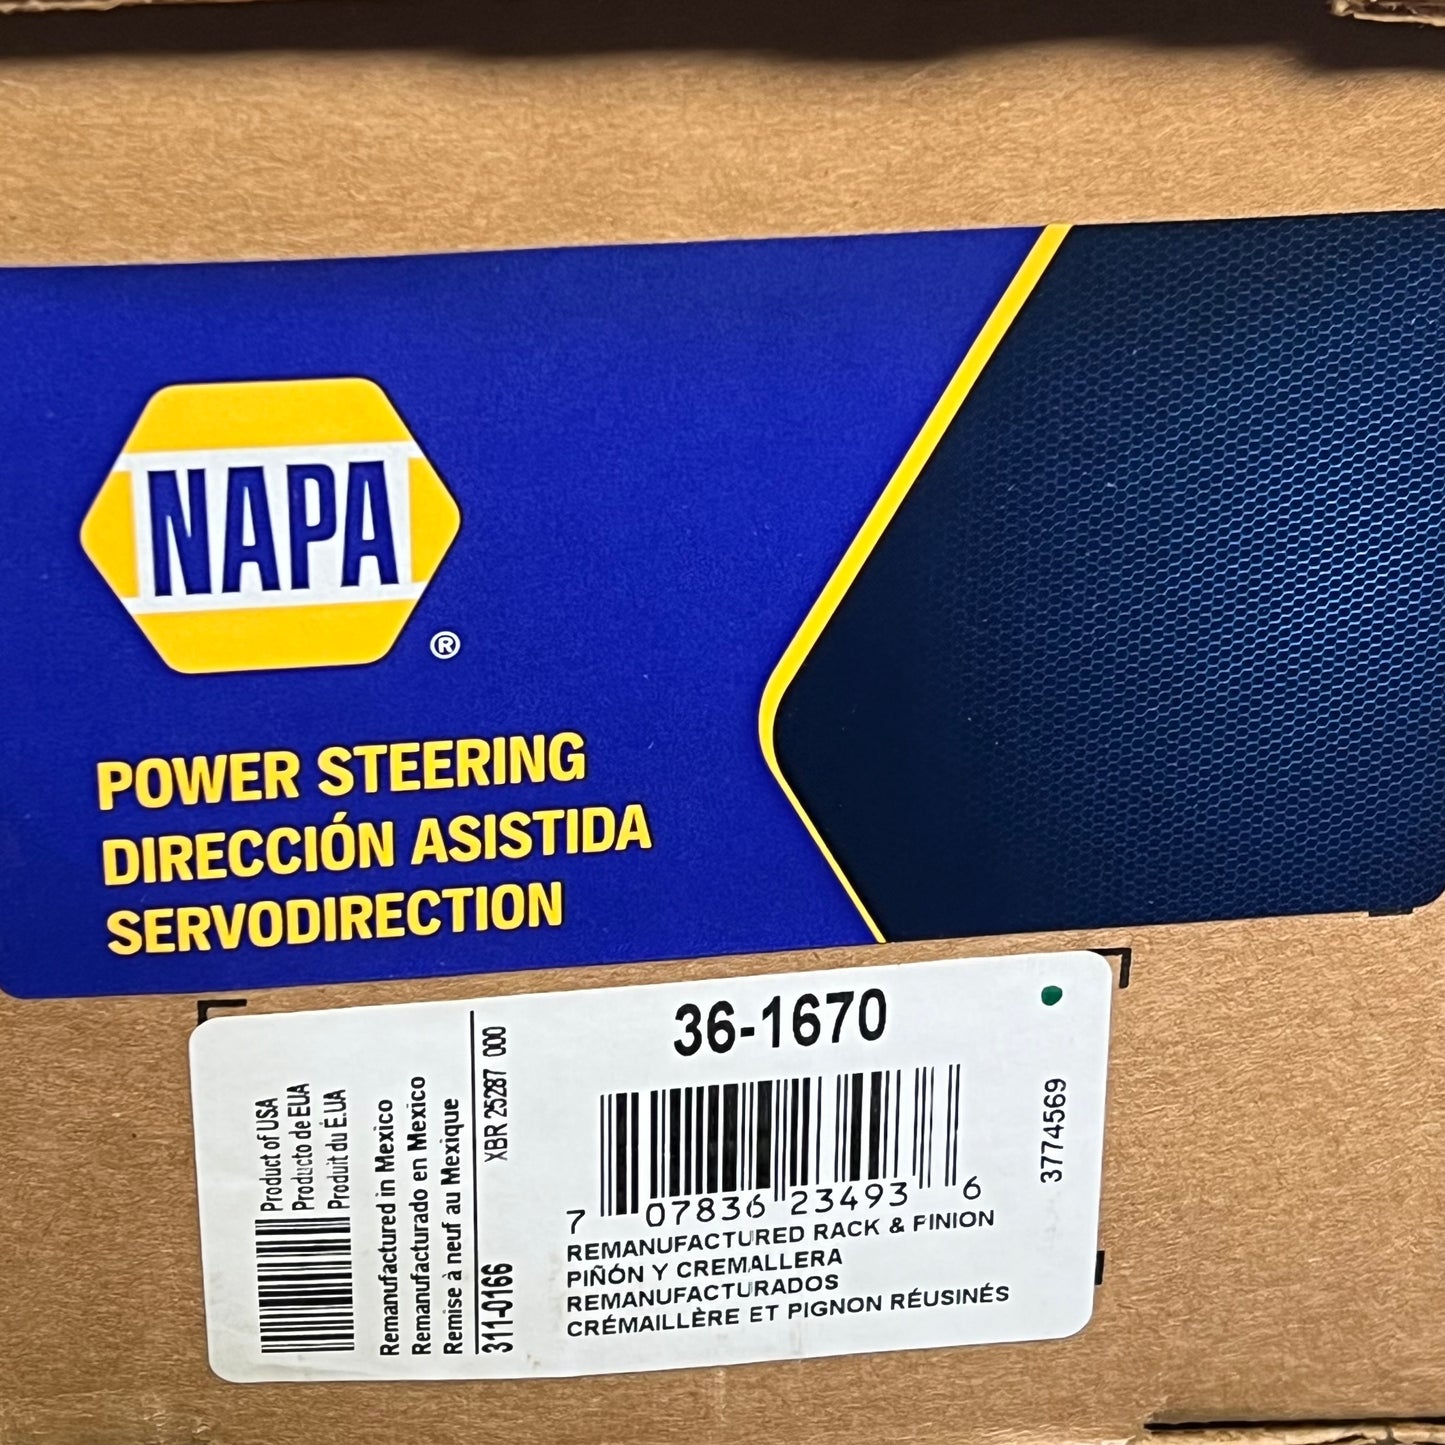 NAPA
®
POWER STEERING
DIRECCIÓN ASISTIDA
SERVODIRECTION
36-1670
7 07836 23493 6
REMANUFACTURED RACK & FINION
PIÑÓN Y CREMALLERA
REMANUFACTURADOS
CRÉMAILLÈRE ET PIGNON RÉUSINÉS
3774569
Product of USA
Producto de EUA
Produit du É.UA
Remanufactured in Mexico
Remanufacturado en Mexico
Remise à neuf au Mexique
311-0166 XBR 25287 000